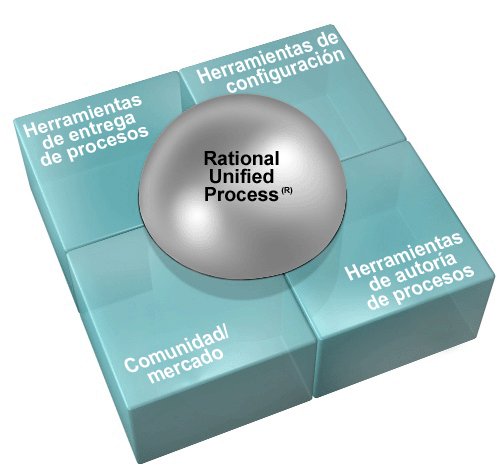 Herramientas de
configuración
Herramientas
de entrega
de procesos
Rational
Unified
Process (R)
Herramientas
de autoría
de procesos
Comunidad/
mercado